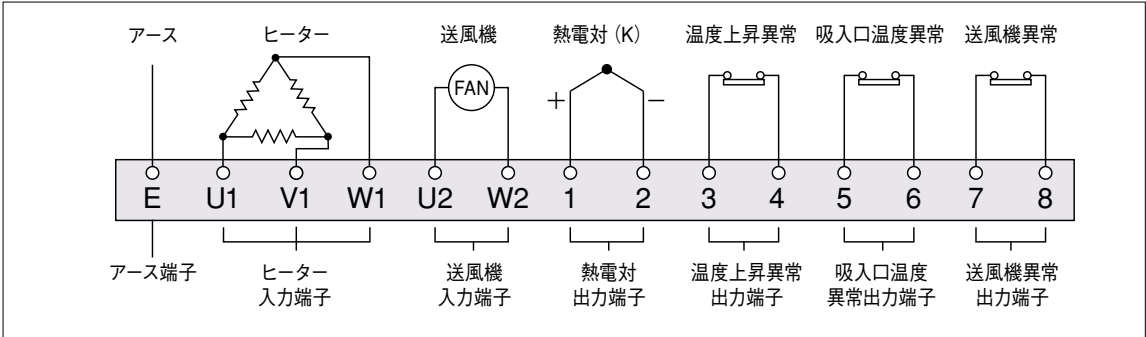 アース
ヒーター
送風機
熱電対 (K)
温度上昇異常
吸入口温度異常
送風機異常
FAN
+
−
E U1 V1 W1 U2 W2 1 2 3 4 5 6 7 8
アース端子
ヒーター
入力端子
送風機
入力端子
熱電対
出力端子
温度上昇異常
出力端子
吸入口温度
異常出力端子
送風機異常
出力端子